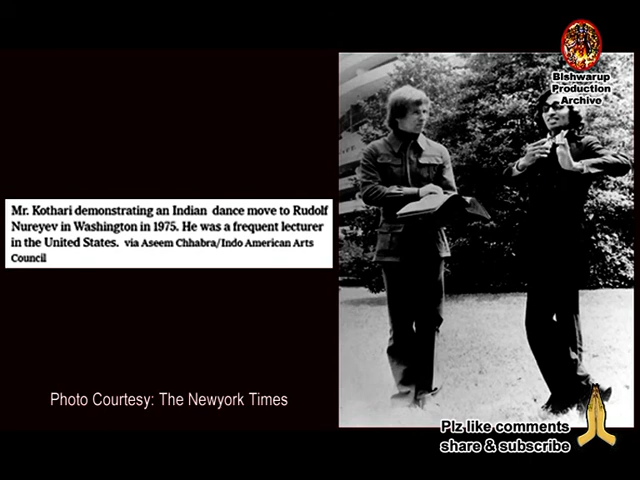 Bishwarup
Production
Archive
Mr. Kothari demonstrating an Indian dance move to Rudolf
Nureyev in Washington in 1975. He was a frequent lecturer
in the United States. via Aseem Chhabra/Indo American Arts
Council
Photo Courtesy: The Newyork Times
Plz like comments
share & subscribe